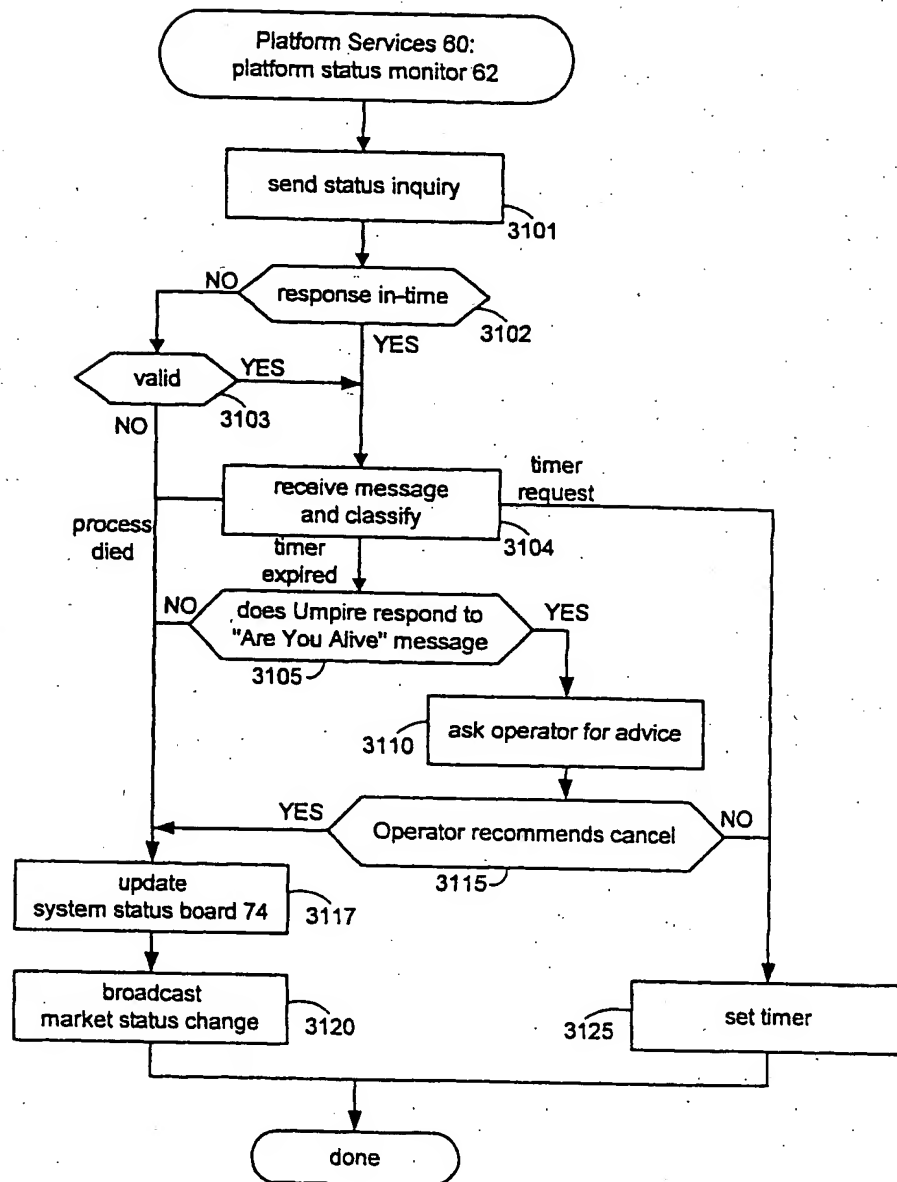 Platform Services 60:
platform status monitor 62
send status inquiry
3101
NO
response in-time
3102
YES
valid
YES
3103
NO
receive message
and classify
timer
request
3104
process
died
timer
expired
NO
does Umpire respond to
"Are You Alive" message
YES
3105
3110
ask operator for advice
YES
Operator recommends cancel
NO
3115
update
system status board 74
3117
broadcast
market status change
3120
3125
set timer
done